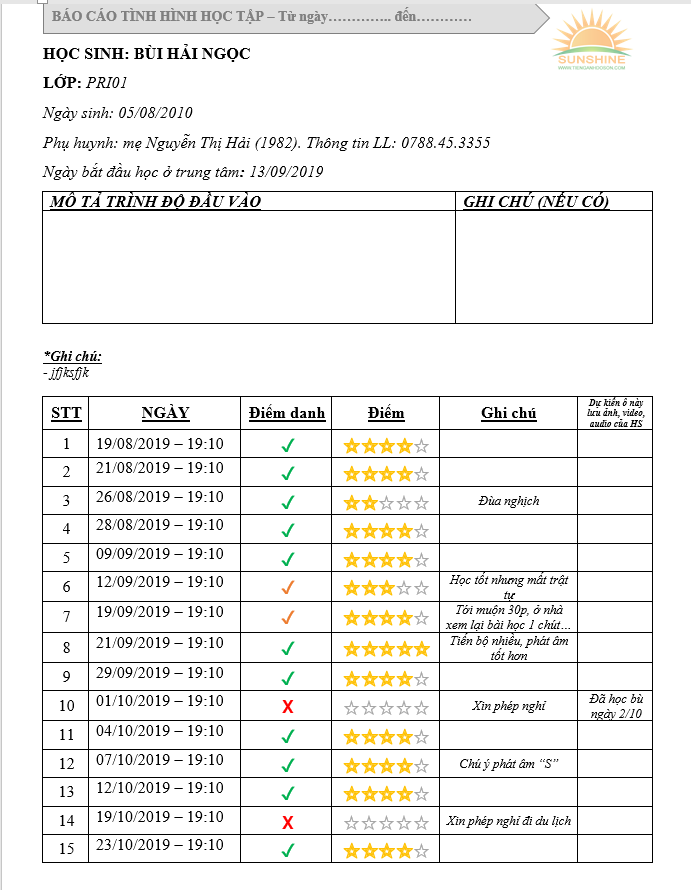 BÁO CÁO TÌNH HÌNH HỌC TẬP – Từ ngày………….. đến…………
SUNSHINE
WWW.TIENGANHDODSON.COM
HỌC SINH: BÙI HẢI NGỌC
LỚP: PRI01
Ngày sinh: 05/08/2010
Phụ huynh: mẹ Nguyễn Thị Hải (1982). Thông tin LL: 0788.45.3355
Ngày bắt đầu học ở trung tâm: 13/09/2019
MÔ TẢ TRÌNH ĐỘ ĐẦU VÀO GHI CHÚ (NẾU CÓ)
*Ghi chú:
- jfjksfjk
STT NGÀY Điểm danh Điểm Ghi chú Dự kiến ô này
lưu ảnh, video,
audio của HS
1 19/08/2019 – 19:10 ✓ ★★★★☆
2 21/08/2019 – 19:10 ✓ ★★★★☆
3 26/08/2019 – 19:10 ✓ ★★☆☆☆ Đùa nghịch
4 28/08/2019 – 19:10 ✓ ★★★★☆
5 09/09/2019 – 19:10 ✓ ★★★★☆
6 12/09/2019 – 19:10 ✓ ★★★☆☆ Học tốt nhưng mất trật
tự
7 19/09/2019 – 19:10 ✓ ★★★★☆ Tới muộn 30p, ở nhà
xem lại bài học 1 chút…
8 21/09/2019 – 19:10 ✓ ★★★★★ Tiến bộ nhiều, phát âm
tốt hơn
9 29/09/2019 – 19:10 ✓ ★★★★☆
10 01/10/2019 – 19:10 X ☆☆☆☆☆ Xin phép nghỉ Đã học bù
ngày 2/10
11 04/10/2019 – 19:10 ✓ ★★★★☆
12 07/10/2019 – 19:10 ✓ ★★★★☆ Chú ý phát âm “S”
13 12/10/2019 – 19:10 ✓ ★★★★☆
14 19/10/2019 – 19:10 X ☆☆☆☆☆ Xin phép nghỉ đi du lịch
15 23/10/2019 – 19:10 ✓ ★★★★☆